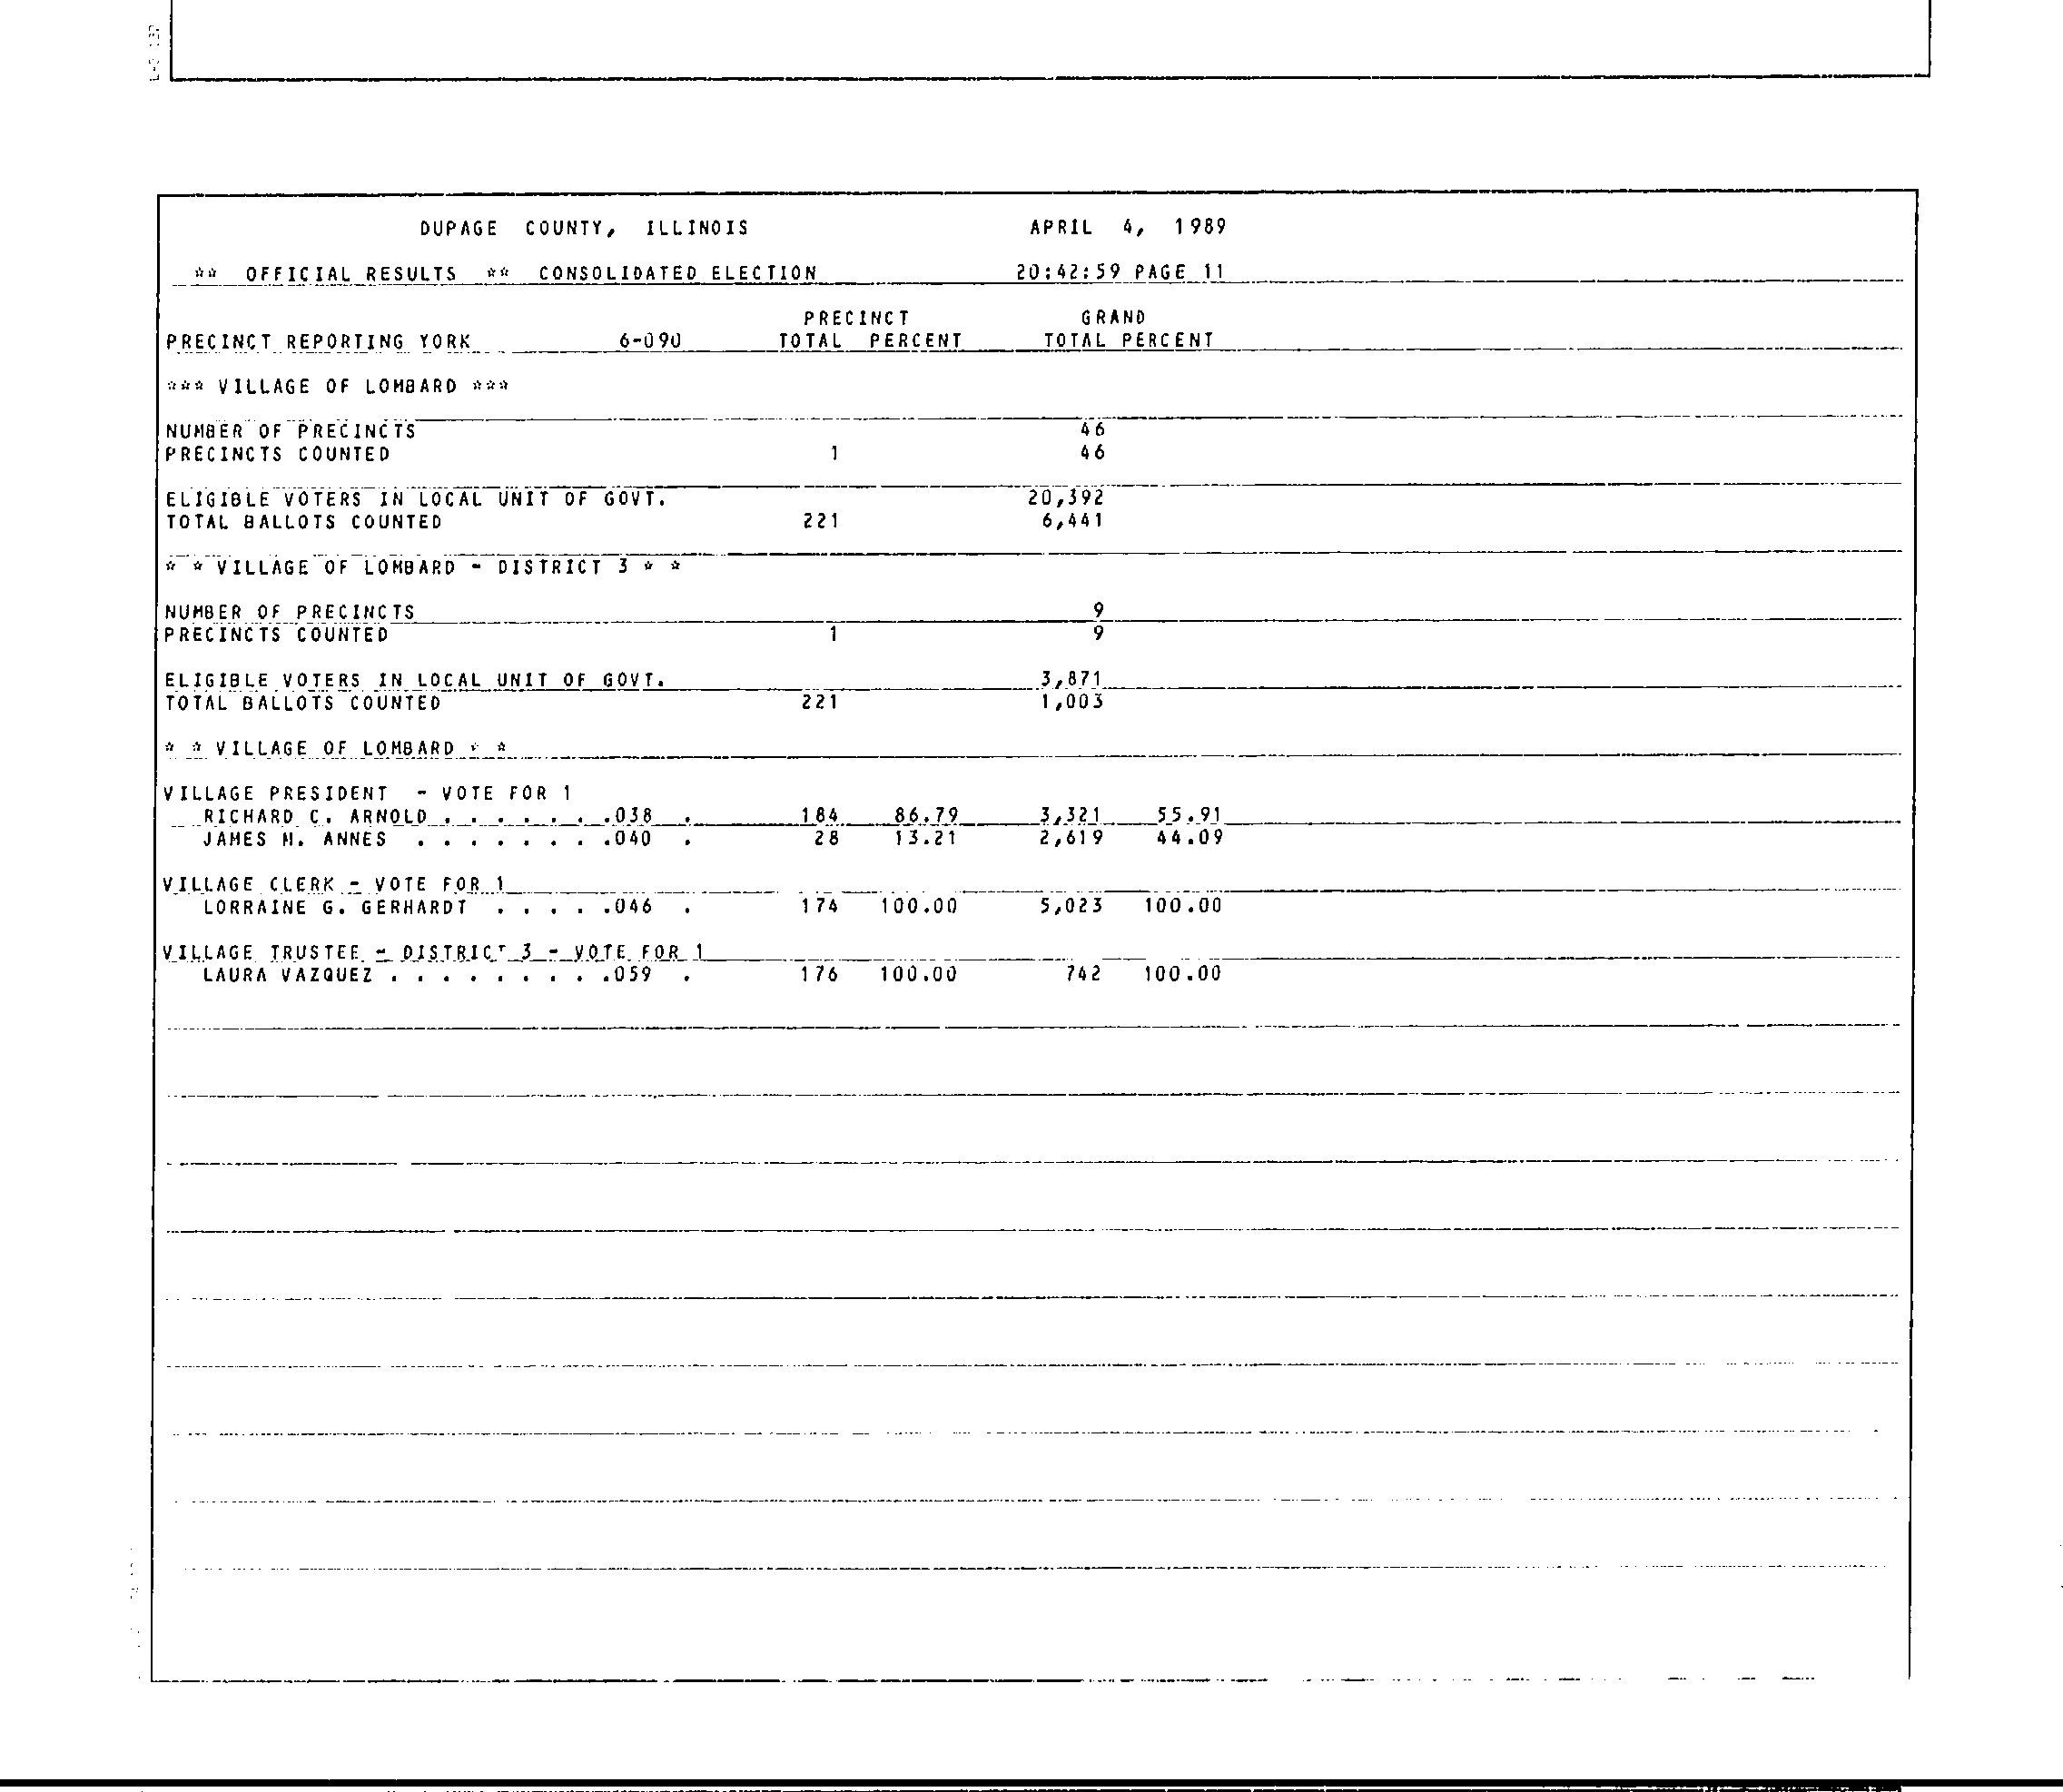 DUPAGE COUNTY, ILLINOIS APRIL 4, 1989
** OFFICIAL RESULTS ** CONSOLIDATED ELECTION 20:42:59 PAGE 11
PRECINCT GRAND
PRECINCT REPORTING YORK 6-090 TOTAL PERCENT TOTAL PERCENT
*** VILLAGE OF LOMBARD ***
NUMBER OF PRECINCTS 46
PRECINCTS COUNTED 1 46
ELIGIBLE VOTERS IN LOCAL UNIT OF GOVT. 20,392
TOTAL BALLOTS COUNTED 221 6,441
* * VILLAGE OF LOMBARD - DISTRICT 3 * *
NUMBER OF PRECINCTS 9
PRECINCTS COUNTED 1 9
ELIGIBLE VOTERS IN LOCAL UNIT OF GOVT. 3,871
TOTAL BALLOTS COUNTED 221 1,003
* * VILLAGE OF LOMBARD * *
VILLAGE PRESIDENT - VOTE FOR 1
RICHARD C. ARNOLD . . . . . . .038 . 184 86.79 3,321 55.91
JAMES H. ANNES . . . . . . . .040 . 28 13.21 2,619 44.09
VILLAGE CLERK - VOTE FOR 1
LORRAINE G. GERHARDT . . . . .046 . 174 100.00 5,023 100.00
VILLAGE TRUSTEE - DISTRICT 3 - VOTE FOR 1
LAURA VAZQUEZ . . . . . . . . .059 . 176 100.00 742 100.00